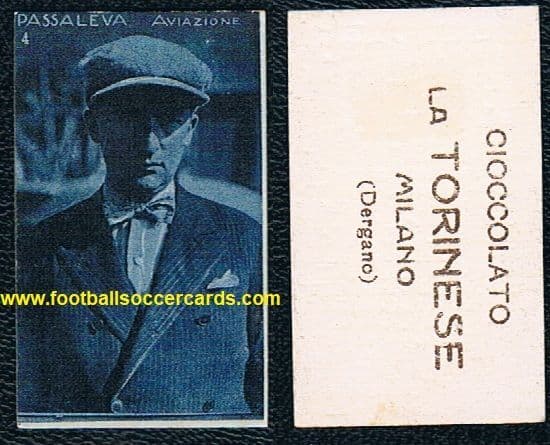 PASSALEVA AVIAZIONE
4
www.footballsoccercards.com
CIOCCOLATO
LA TORINESE
MILANO
(Dergano)